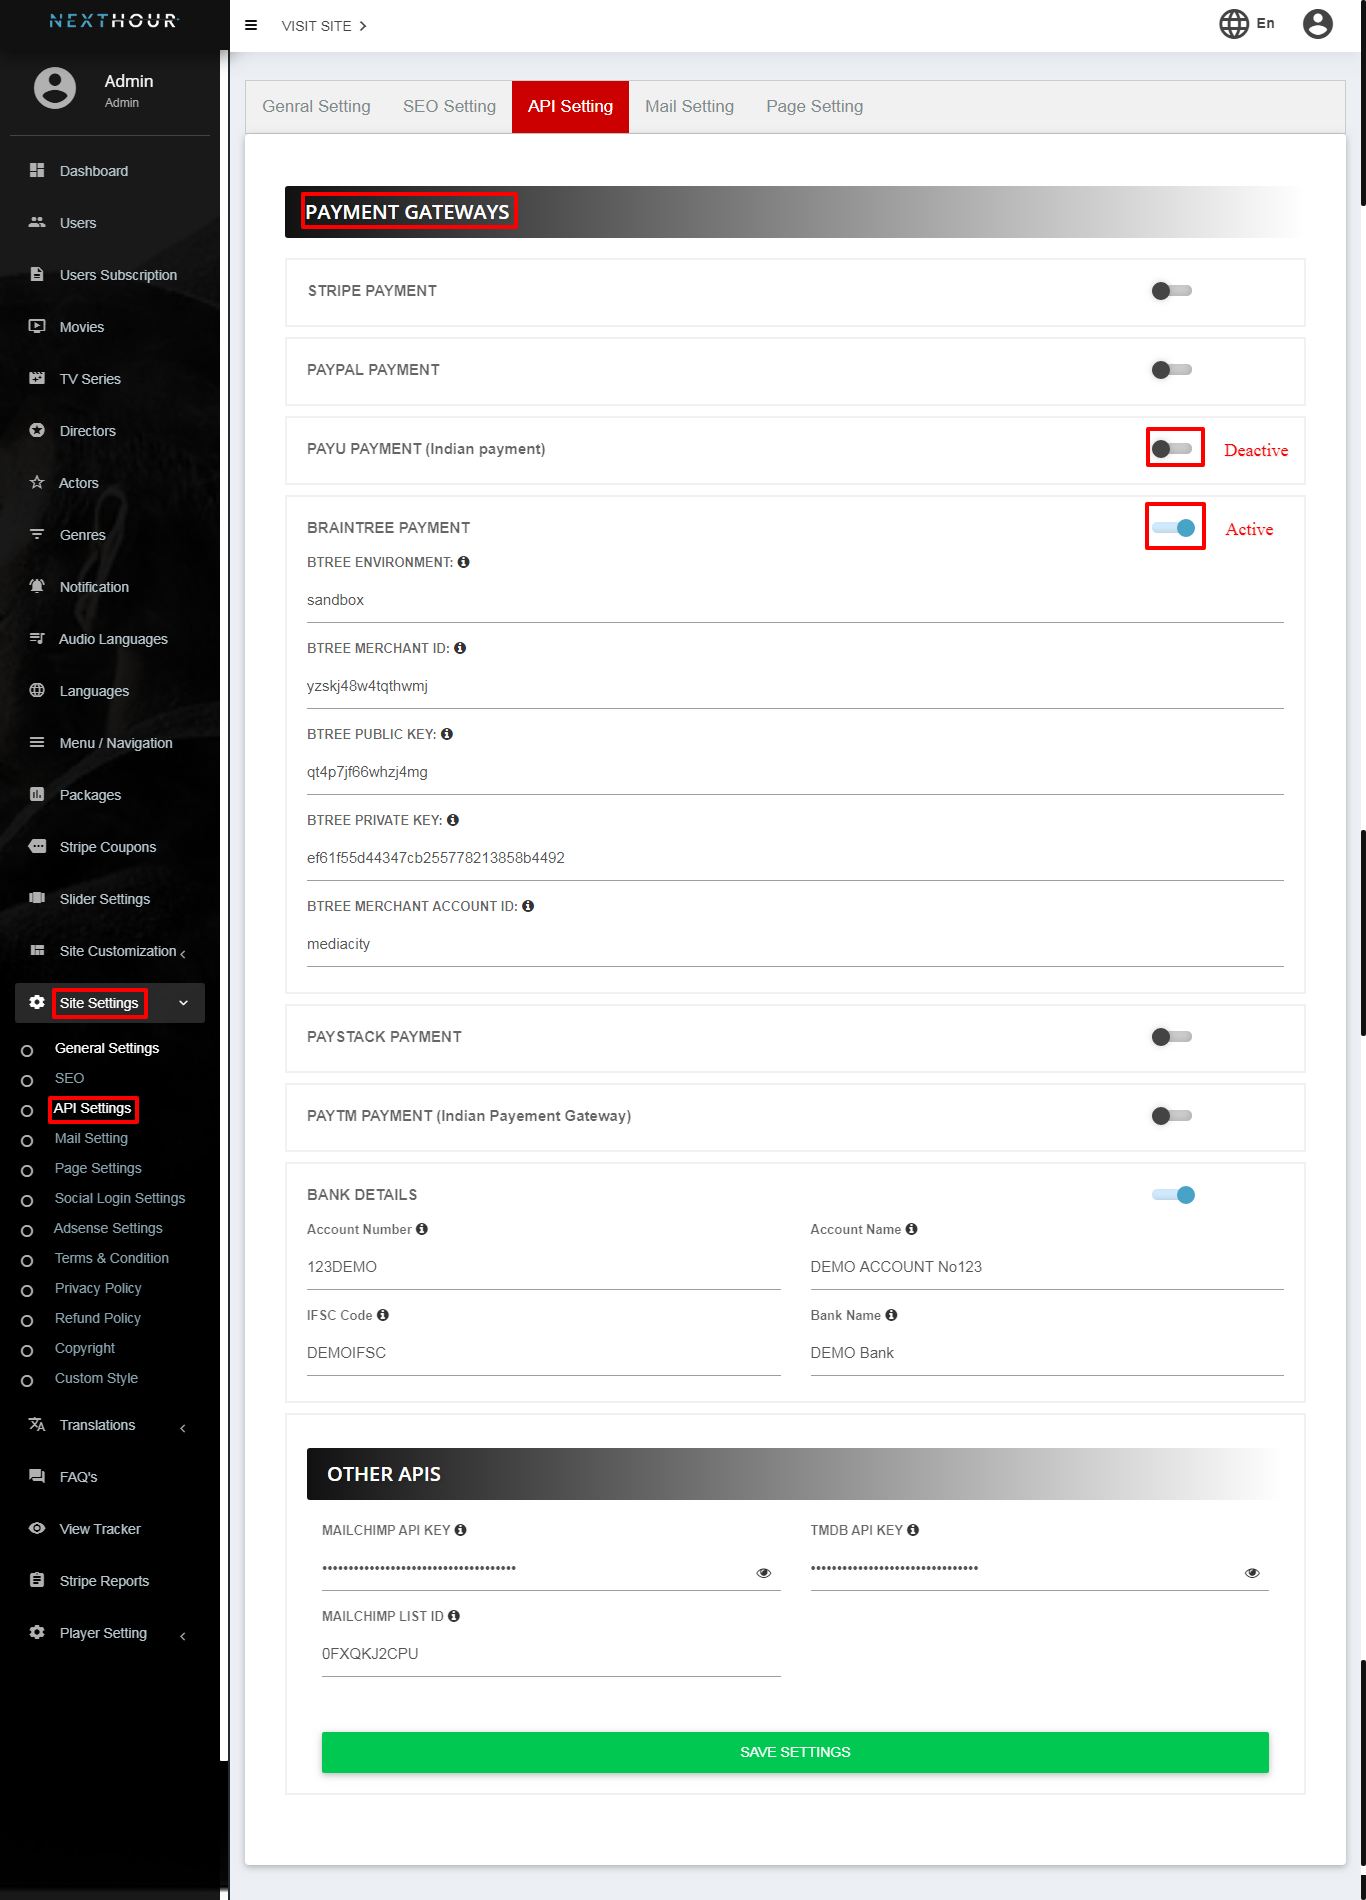 NEXTHOUR
VISIT SITE
En
Admin
Admin
Dashboard
Users
Users Subscription
Movies
TV Series
Directors
Actors
Genres
Notification
Audio Languages
Languages
Menu / Navigation
Packages
Stripe Coupons
Slider Settings
Site Customization
Site Settings
General Settings
SEO
API Settings
Mail Setting
Page Settings
Social Login Settings
Adsense Settings
Terms & Condition
Privacy Policy
Refund Policy
Copyright
Custom Style
Translations
FAQ's
View Tracker
Stripe Reports
Player Setting
Genral Setting SEO Setting API Setting Mail Setting Page Setting
PAYMENT GATEWAYS
STRIPE PAYMENT
PAYPAL PAYMENT
PAYU PAYMENT (Indian payment) Deactive
BRAINTREE PAYMENT Active
BTREE ENVIRONMENT:
sandbox
BTREE MERCHANT ID:
yzskj48w4tqthwmj
BTREE PUBLIC KEY:
qt4p7jf66whzj4mg
BTREE PRIVATE KEY:
ef61f55d44347cb255778213858b4492
BTREE MERCHANT ACCOUNT ID:
mediacity
PAYSTACK PAYMENT
PAYTM PAYMENT (Indian Payement Gateway)
BANK DETAILS
Account Number Account Name
123DEMO DEMO ACCOUNT No123
IFSC Code Bank Name
DEMOIFSC DEMO Bank
OTHER APIS
MAILCHIMP API KEY TMDB API KEY
MAILCHIMP LIST ID
0FXQKJ2CPU
SAVE SETTINGS